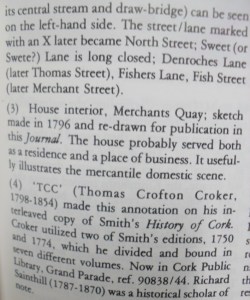 its central stream and draw-bridge) can be seen
on the left-hand side. The street/lane marked
with an X later became North Street; Sweet (or
Swete?) Lane is long closed; Denroches Lane
(later Thomas Street), Fishers Lane, Fish Street
(later Merchant Street).
(3) House interior, Merchants Quay; sketch
made in 1796 and re-drawn for publication in
this Journal. The house probably served both
as a residence and a place of business. It useful-
ly illustrates the mercantile domestic scene.
(4) 'TCC' (Thomas Crofton Croker,
1798-1854) made this annotation on his in-
terleaved copy of Smith's History of Cork.
Croker utilized two of Smith's editions, 1750
and 1774, which he divided and bound in
seven different volumes. Now in Cork Public
Library, Grand Parade, ref. 90838/44. Richard
Sainthill (1787-1870) was a historical scholar of
note.